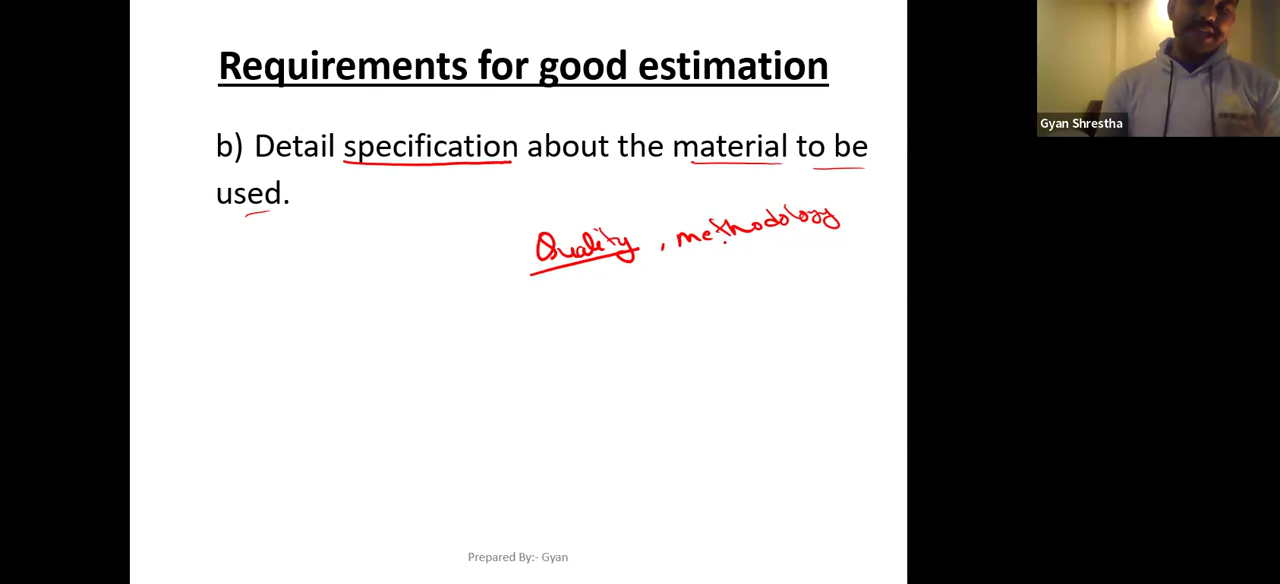 Requirements for good estimation
b) Detail specification about the material to be
used.
Quality, methodology
Prepared By:- Gyan
Gyan Shrestha